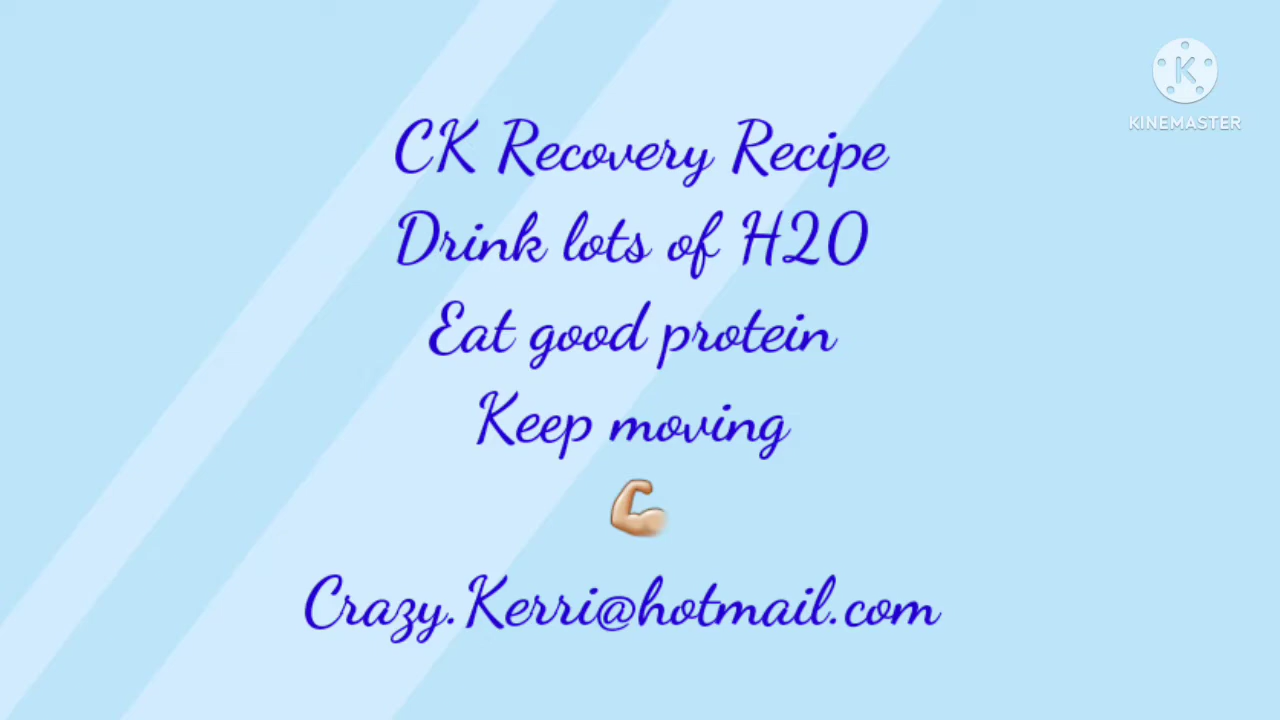 K
KINEMASTER
CK Recovery Recipe
Drink lots of H2O
Eat good protein
Keep moving
💪🏼
Crazy.Kerri@hotmail.com